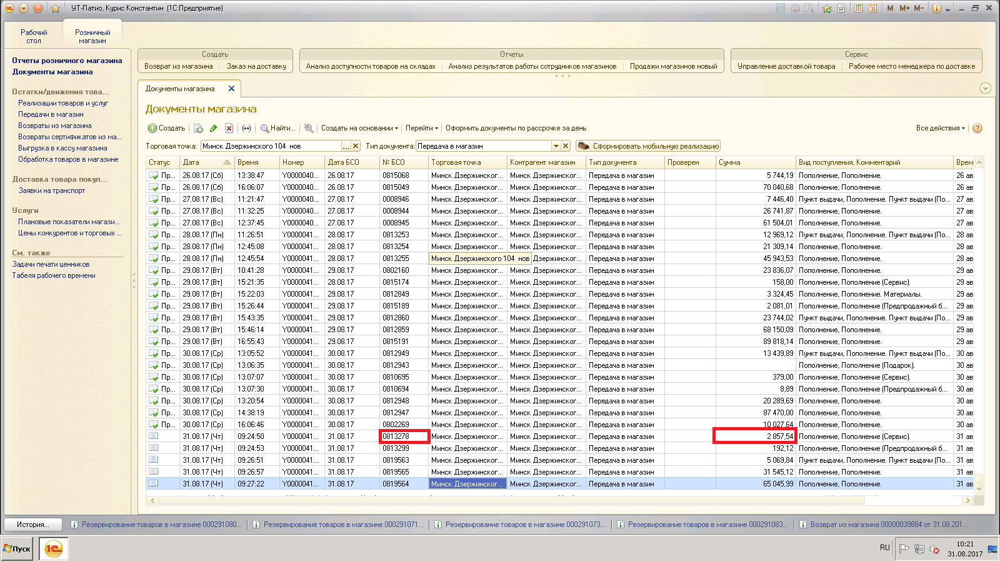 УТ-Патио, Курис Константин (1С:Предприятие)
M M+ M-
Рабочий стол
Розничный магазин
Отчеты розничного магазина
Документы магазина
Остатки/движения това...
Реализации товаров и услуг
Передачи в магазин
Возвраты из магазина
Возвраты сертификатов из ма...
Выгрузка в кассу магазина
Обработка товаров в магазине
Доставка товара покуп...
Заявки на транспорт
Услуги
Плановые показатели магази...
Цены конкурентов и торговых ...
См. также
Задачи печати ценников
Табеля рабочего времени
Создать
Возврат из магазина Заказ на доставку
Отчеты
Анализ доступности товаров на складах Анализ результатов работы сотрудников магазинов Продажи магазинов новый
Сервис
Управление доставкой товара Рабочее место менеджера по доставке
Документы магазина
Документы магазина
Создать Найти... Создать на основании Перейти Оформить документы по рассрочке за день Все действия
Торговая точка: Минск Дзержинского 104 нов ... Тип документа: Передача в магазин Сформировать мобильную реализацию
Статус Дата Время Номер Дата БСО № БСО Торговая точка Контрагент магазин Тип документа Проверен Сумма Вид поступления, Комментарий Врем
Пр... 26.08.17 (Сб) 13:38:47 Y0000040... 26.08.17 0815068 Минск Дзержинског... Минск Дзержинског... Передача в магазин 5 744,19 Пополнение, Пополнение. 26 ав
Пр... 26.08.17 (Сб) 16:06:07 Y0000040... 26.08.17 0815049 Минск Дзержинског... Минск Дзержинског... Передача в магазин 70 040,68 Пополнение, Пополнение. 26 ав
Пр... 27.08.17 (Вс) 11:21:47 Y0000040... 27.08.17 0008946 Минск Дзержинског... Минск Дзержинског... Передача в магазин 7 446,40 Пункт выдачи, Пополнение. Пункт выдачи (По... 27 ав
Пр... 27.08.17 (Вс) 11:32:25 Y0000040... 27.08.17 0008944 Минск Дзержинског... Минск Дзержинског... Передача в магазин 26 741,87 Пополнение, Пополнение. 27 ав
Пр... 27.08.17 (Вс) 12:37:45 Y0000040... 27.08.17 0008945 Минск Дзержинског... Минск Дзержинског... Передача в магазин 61 504,01 Пополнение, Пополнение. 27 ав
Пр... 28.08.17 (Пн) 11:26:51 Y0000041... 28.08.17 0813253 Минск Дзержинског... Минск Дзержинског... Передача в магазин 12 969,12 Пункт выдачи, Пополнение. Пункт выдачи (По... 28 ав
Пр... 28.08.17 (Пн) 12:45:08 Y0000041... 28.08.17 0813254 Минск Дзержинског... Минск Дзержинског... Передача в магазин 21 309,14 Пополнение, Пополнение. 28 ав
Пр... 28.08.17 (Пн) 12:45:54 Y0000041... 28.08.17 0813255 Минск Дзержинского 104 нов Дзержинског... Передача в магазин 45 943,53 Пополнение, Пополнение. 28 ав
Пр... 29.08.17 (Вт) 10:41:28 Y0000041... 29.08.17 0802160 Минск Дзержинског... Минск Дзержинског... Передача в магазин 23 836,07 Пополнение, Пополнение. 29 ав
Пр... 29.08.17 (Вт) 15:21:35 Y0000041... 28.08.17 0815174 Минск Дзержинског... Минск Дзержинског... Передача в магазин 158,00 Пополнение, Пополнение (Сервис). 29 ав
Пр... 29.08.17 (Вт) 15:22:03 Y0000041... 29.08.17 0812849 Минск Дзержинског... Минск Дзержинског... Передача в магазин 3 324,45 Пополнение, Пополнение. Материалы. 29 ав
Пр... 29.08.17 (Вт) 15:26:44 Y0000041... 29.08.17 0815189 Минск Дзержинског... Минск Дзержинског... Передача в магазин 2 081,01 Пополнение, Пополнение (Предпродажный б... 29 ав
Пр... 29.08.17 (Вт) 15:43:35 Y0000041... 29.08.17 0812860 Минск Дзержинског... Минск Дзержинског... Передача в магазин 23 744,02 Пункт выдачи, Пополнение. Пункт выдачи (По... 29 ав
Пр... 29.08.17 (Вт) 15:46:14 Y0000041... 29.08.17 0812859 Минск Дзержинског... Минск Дзержинског... Передача в магазин 68 150,09 Пополнение, Пополнение. 29 ав
Пр... 29.08.17 (Вт) 16:55:43 Y0000041... 29.08.17 0815191 Минск Дзержинског... Минск Дзержинског... Передача в магазин 89 818,14 Пополнение, Пополнение. 29 ав
Пр... 30.08.17 (Ср) 13:05:52 Y0000041... 30.08.17 0812949 Минск Дзержинског... Минск Дзержинског... Передача в магазин 13 439,89 Пункт выдачи, Пополнение. Пункт выдачи (По... 30 ав
Пр... 30.08.17 (Ср) 13:06:35 Y0000041... 30.08.17 0812943 Минск Дзержинског... Минск Дзержинског... Передача в магазин Пополнение, Пополнение (Подарок). 30 ав
Пр... 30.08.17 (Ср) 13:07:07 Y0000041... 30.08.17 0810695 Минск Дзержинског... Минск Дзержинског... Передача в магазин 379,00 Пополнение, Пополнение (Сервис). 30 ав
Пр... 30.08.17 (Ср) 13:07:30 Y0000041... 30.08.17 0810694 Минск Дзержинског... Минск Дзержинског... Передача в магазин 8,89 Пополнение, Пополнение (Предпродажный б... 30 ав
Пр... 30.08.17 (Ср) 13:20:54 Y0000041... 30.08.17 0812948 Минск Дзержинског... Минск Дзержинског... Передача в магазин 20 289,69 Пополнение, Пополнение. 30 ав
Пр... 30.08.17 (Ср) 14:38:19 Y0000041... 30.08.17 0812947 Минск Дзержинског... Минск Дзержинског... Передача в магазин 87 470,00 Пополнение, Пополнение. 30 ав
Пр... 30.08.17 (Ср) 16:06:46 Y0000041... 30.08.17 0802269 Минск Дзержинског... Минск Дзержинског... Передача в магазин 10 027,64 Пополнение, Пополнение. 30 ав
31.08.17 (Чт) 09:24:50 Y0000041... 31.08.17 0813278 Минск Дзержинског... Минск Дзержинског... Передача в магазин 2 857,54 Пополнение, Пополнение (Сервис). 31 ав
31.08.17 (Чт) 09:24:53 Y0000041... 31.08.17 0813299 Минск Дзержинског... Минск Дзержинског... Передача в магазин 192,12 Пополнение, Пополнение (Предпродажный б... 31 ав
31.08.17 (Чт) 09:26:51 Y0000041... 31.08.17 0819563 Минск Дзержинског... Минск Дзержинског... Передача в магазин 5 069,84 Пункт выдачи, Пополнение. Пункт выдачи (По... 31 ав
31.08.17 (Чт) 09:26:57 Y0000041... 31.08.17 0819565 Минск Дзержинског... Минск Дзержинског... Передача в магазин 31 545,12 Пополнение, Пополнение. 31 ав
31.08.17 (Чт) 09:27:22 Y0000041... 31.08.17 0819564 Минск Дзержинског... Минск Дзержинског... Передача в магазин 65 045,99 Пополнение, Пополнение. 31 ав
История... Резервирование товаров в магазине 000291080... Резервирование товаров в магазине 000291071... Резервирование товаров в магазине 000291073... Резервирование товаров в магазине 000291083... Возврат из магазина 00000039884 от 31.08.201...
Пуск 1С RU 10:21
31.08.2017